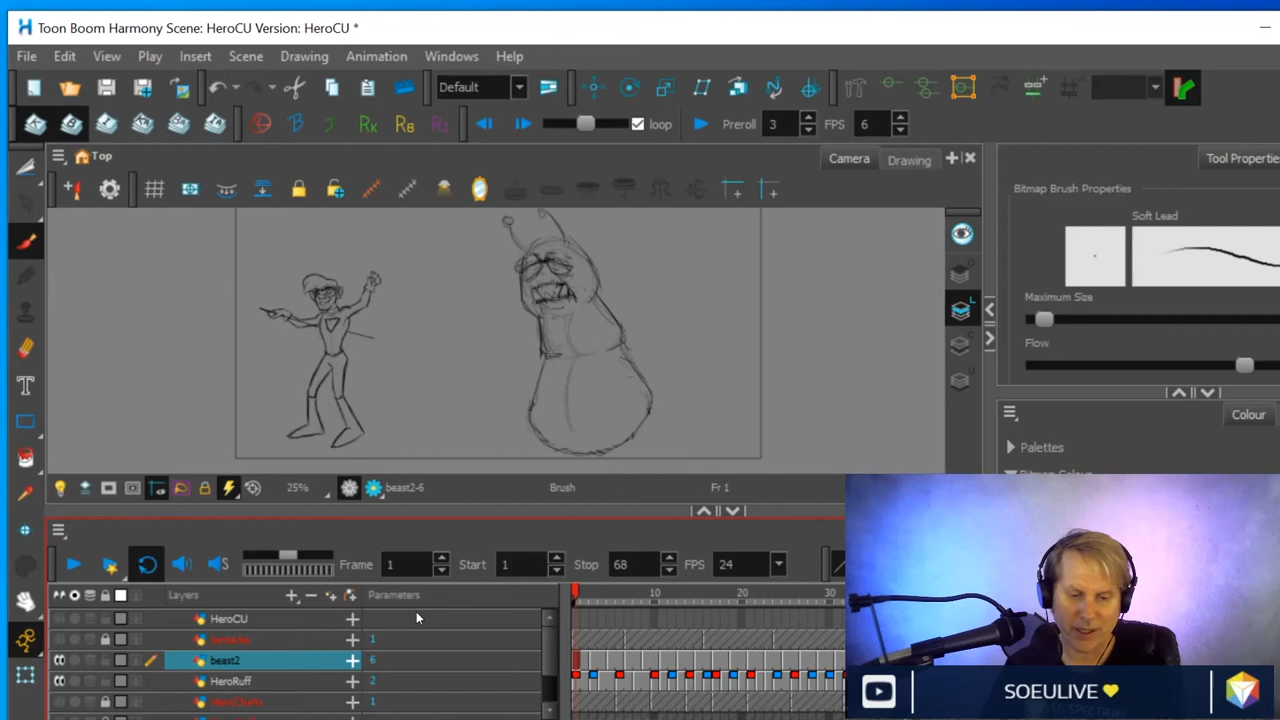 Toon Boom Harmony Scene: HeroCU Version: HeroCU *
File Edit View Play Insert Scene Drawing Animation Windows Help
Default
RK RB
loop Preroll 3 FPS 6
Top Camera Drawing Tool Propertie
Bitmap Brush Properties
Soft Lead
Maximum Size
Flow
Colour
Palettes
25% beast2-6 Brush Fr 1
Frame 1 Start 1 Stop 68 FPS 24
Layers Parameters 10 20 30
HeroCU
1
beast2 6
HeroRuff 2
1
SOEULIVE